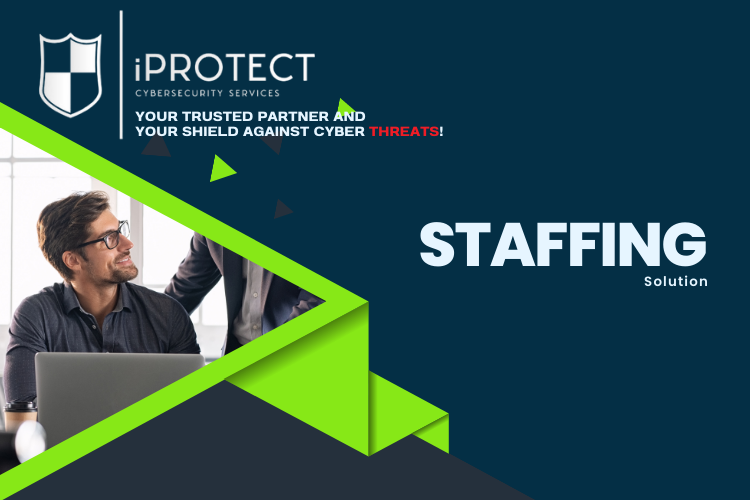 iPROTECT
CYBERSECURITY SERVICES
YOUR TRUSTED PARTNER AND
YOUR SHIELD AGAINST CYBER THREATS!
STAFFING
Solution